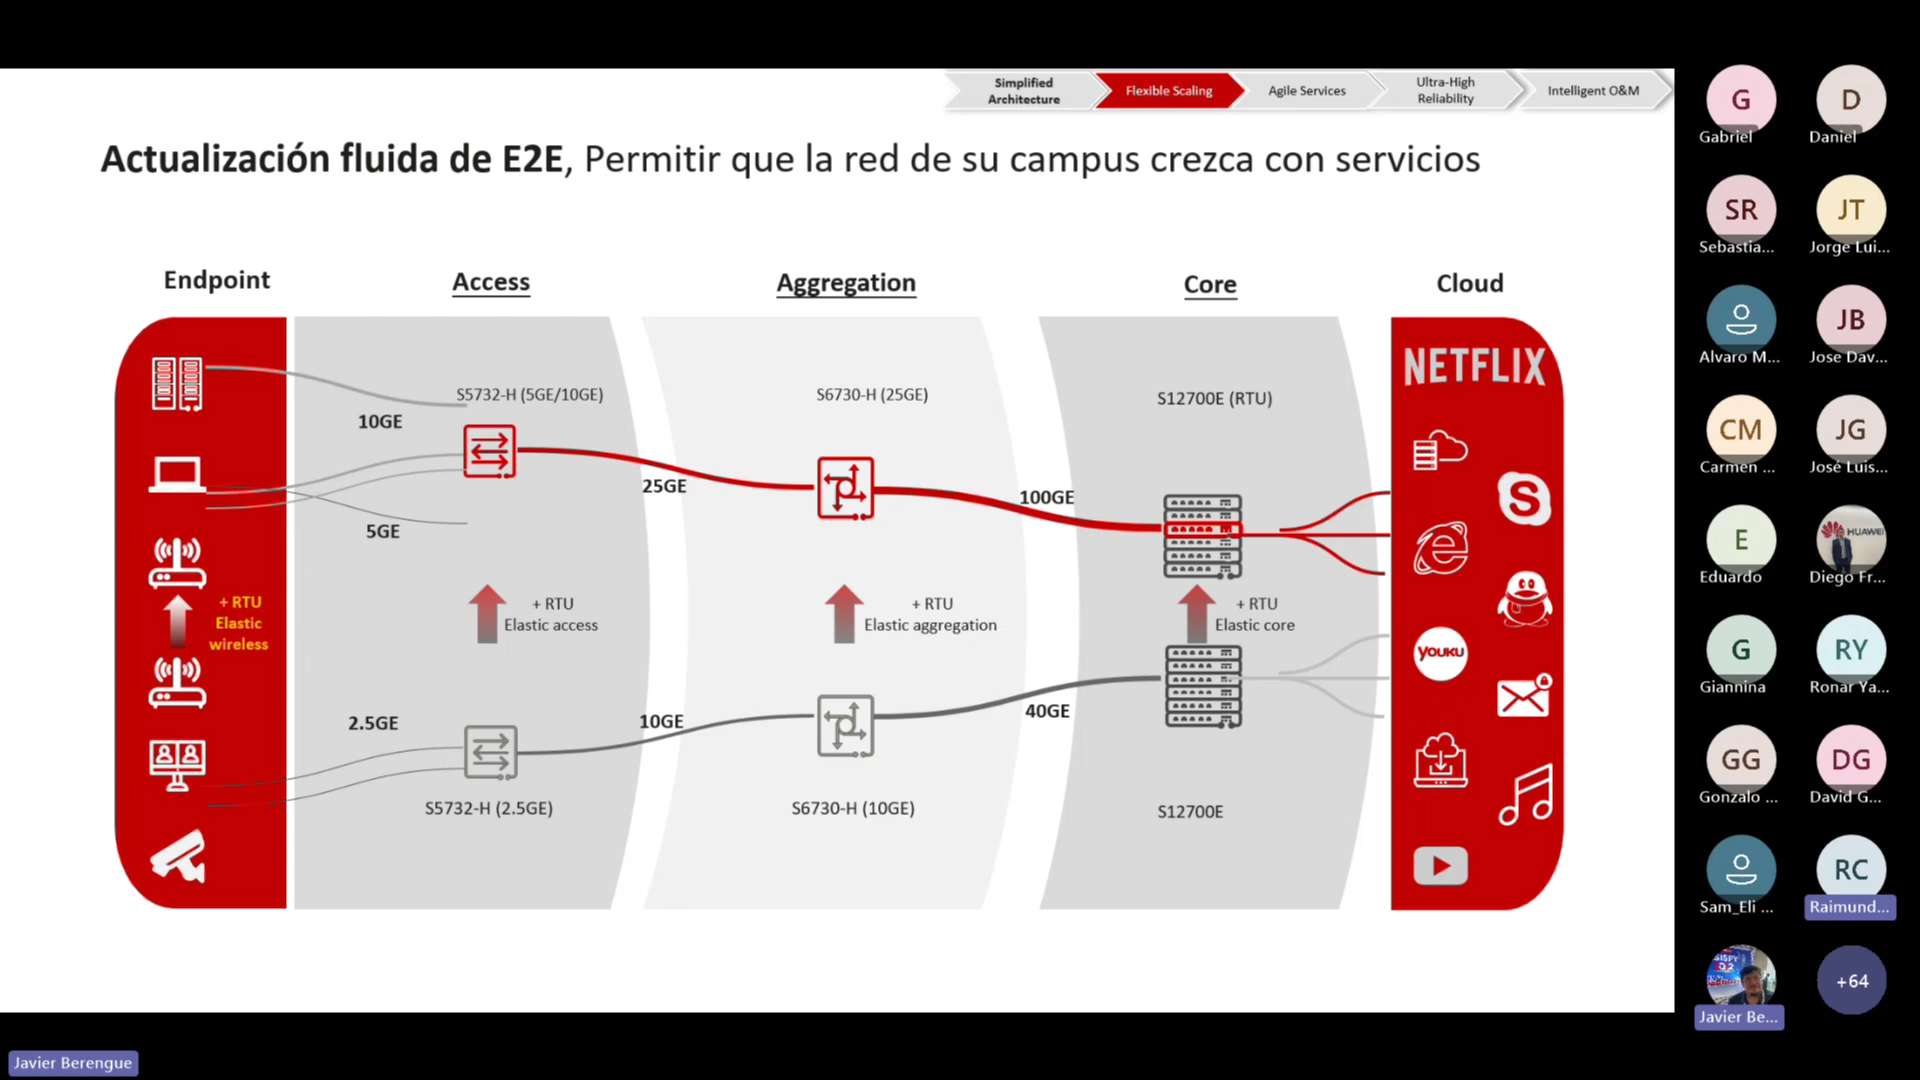 Simplified
Architecture
Flexible Scaling
Agile Services
Ultra-High
Reliability
Intelligent O&M
Actualización fluida de E2E, Permitir que la red de su campus crezca con servicios
Endpoint
Access
Aggregation
Core
Cloud
NETFLIX
S5732-H (5GE/10GE)
S6730-H (25GE)
S12700E (RTU)
10GE
25GE
100GE
5GE
S
+ RTU
Elastic
wireless
+ RTU
Elastic access
+ RTU
Elastic aggregation
+ RTU
Elastic core
YOUKU
2.5GE
10GE
40GE
S5732-H (2.5GE)
S6730-H (10GE)
S12700E
G
Gabriel
D
Daniel
SR
Sebastia...
JT
Jorge Lui...
Alvaro M...
JB
Jose Dav...
CM
Carmen ...
JG
José Luis...
E
Eduardo
HUAWEI
Diego Fr...
G
Giannina
RY
Ronar Ya...
GG
Gonzalo ...
DG
David G...
Sam_Eli ...
RC
Raimund...
Javier Be...
+64
Javier Berengue